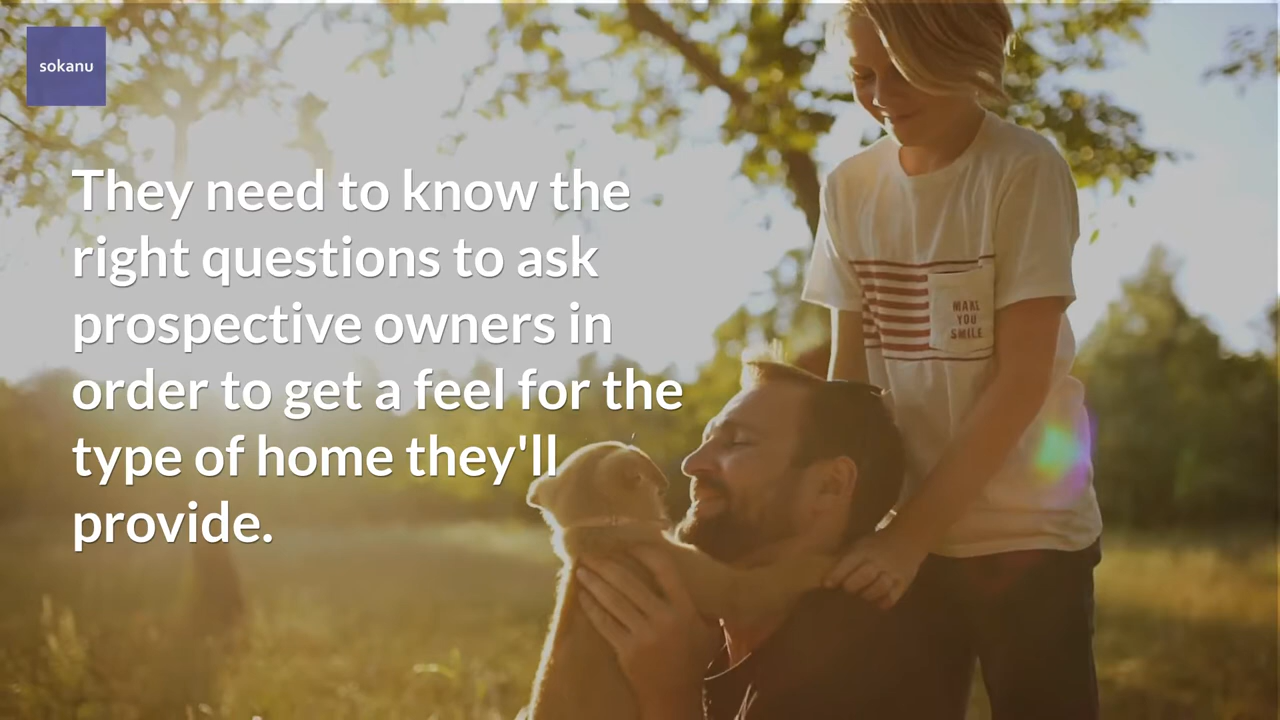 sokanu
They need to know the
right questions to ask
prospective owners in
order to get a feel for the
type of home they'll
provide.
MAKE
YOU
SMILE